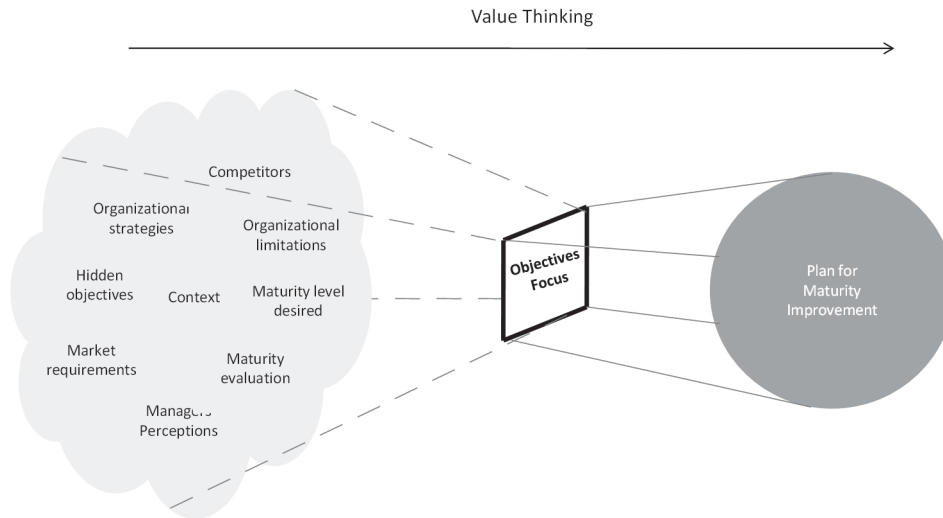 Value Thinking
Competitors
Organizational
strategies
Organizational
limitations
Hidden
objectives
Context
Maturity level
desired
Market
requirements
Maturity
evaluation
Managers
Perceptions
Objectives
Focus
Plan for
Maturity
Improvement